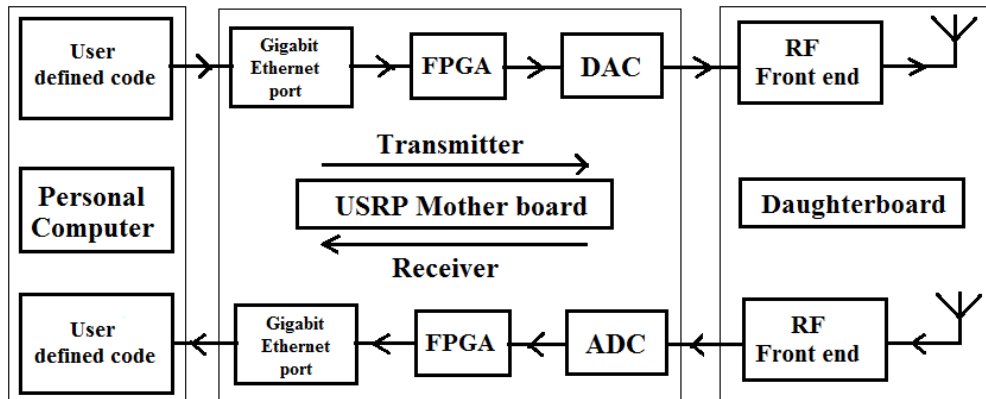 User
defined code
Gigabit
Ethernet
port
FPGA
DAC
RF
Front end
Transmitter
Personal
Computer
USRP Mother board
Daughterboard
Receiver
User
defined code
Gigabit
Ethernet
port
FPGA
ADC
RF
Front end